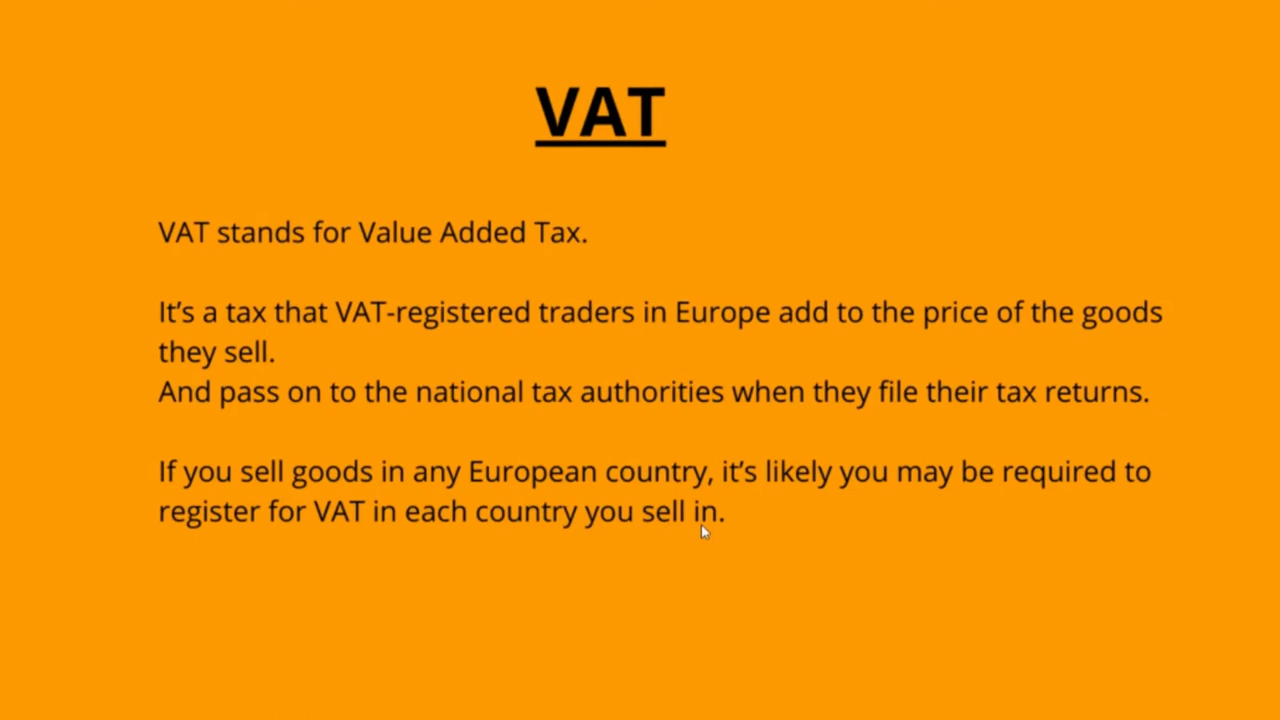 VAT
VAT stands for Value Added Tax.
It’s a tax that VAT-registered traders in Europe add to the price of the goods
they sell.
And pass on to the national tax authorities when they file their tax returns.
If you sell goods in any European country, it’s likely you may be required to
register for VAT in each country you sell in.